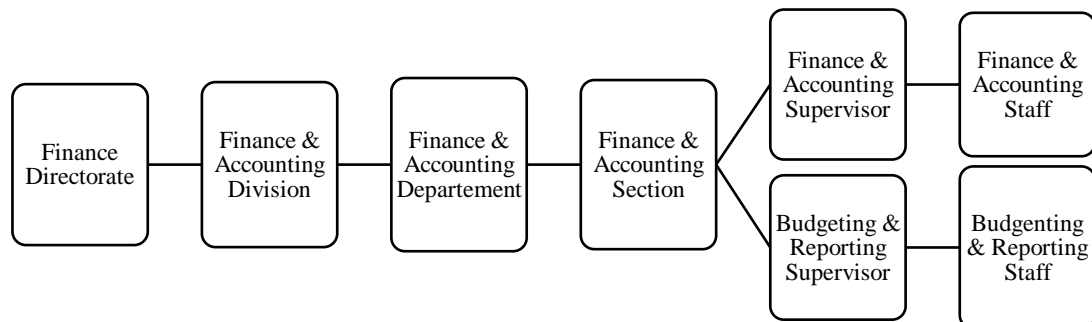 Finance
Directorate
Finance &
Accounting
Division
Finance &
Accounting
Departement
Finance &
Accounting
Section
Finance &
Accounting
Supervisor
Finance &
Accounting
Staff
Budgeting &
Reporting
Supervisor
Budgenting
& Reporting
Staff